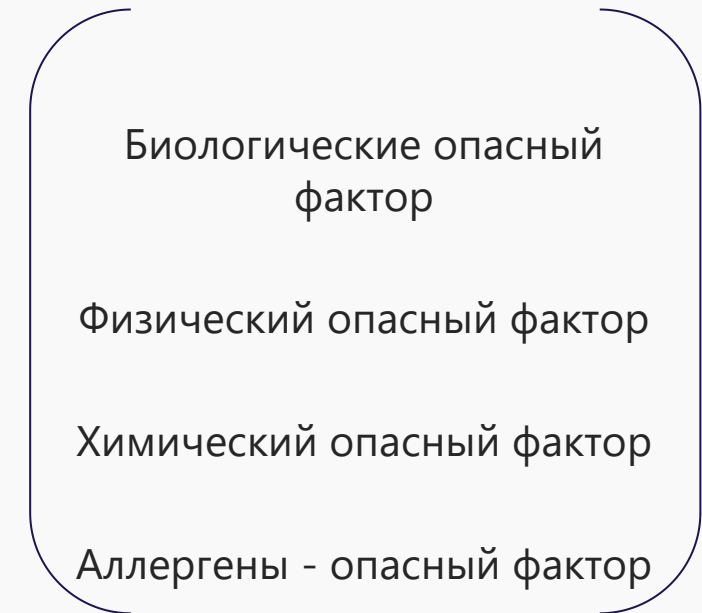 Биологические опасный
фактор
Физический опасный фактор
Химический опасный фактор
Аллергены - опасный фактор